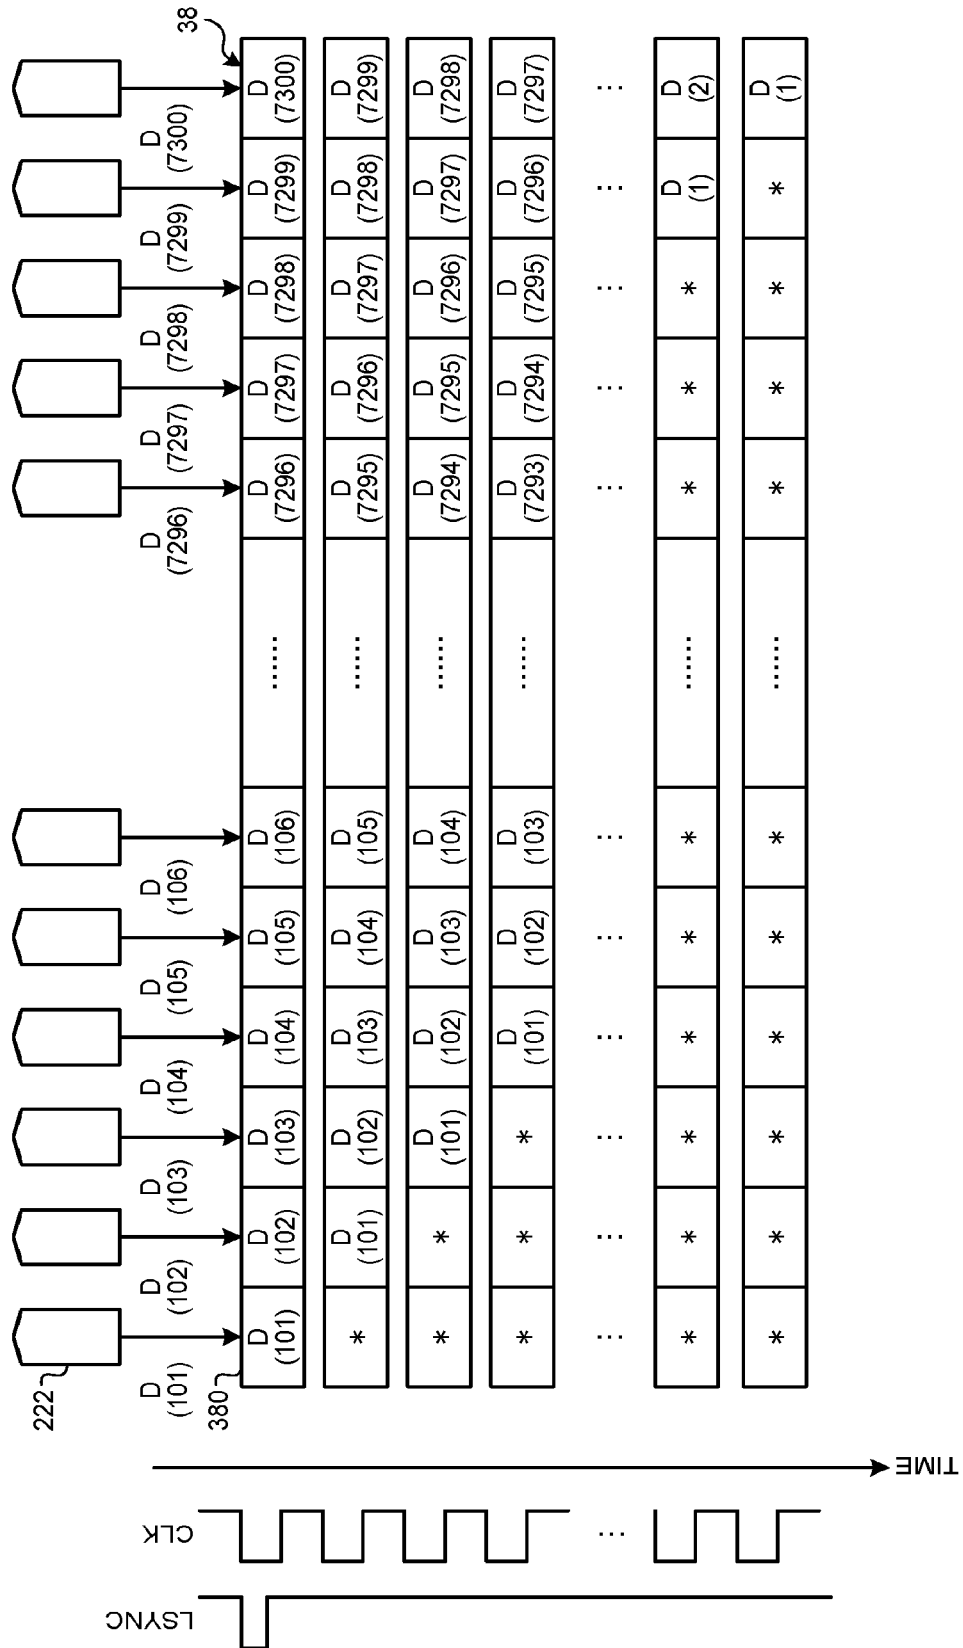 LSYNC
CLK
TIME
222
D D D D D D D D D D D
(101) (102) (103) (104) (105) (106) (7296) (7297) (7298) (7299) (7300)
380
38
D D D D D D ...... D D D D D
(101) (102) (103) (104) (105) (106) (7296) (7297) (7298) (7299) (7300)
* D D D D D ...... D D D D D
(101) (102) (103) (104) (105) (7295) (7296) (7297) (7298) (7299)
* * D D D D ...... D D D D D
(101) (102) (103) (104) (7294) (7295) (7296) (7297) (7298)
* * * D D D ...... D D D D D
(101) (102) (103) (7293) (7294) (7295) (7296) (7297)
... ... ... ... ... ... ... ... ... ... ... ...
* * * * * * ...... * * * D D
(1) (2)
* * * * * * ...... * * * * D
(1)